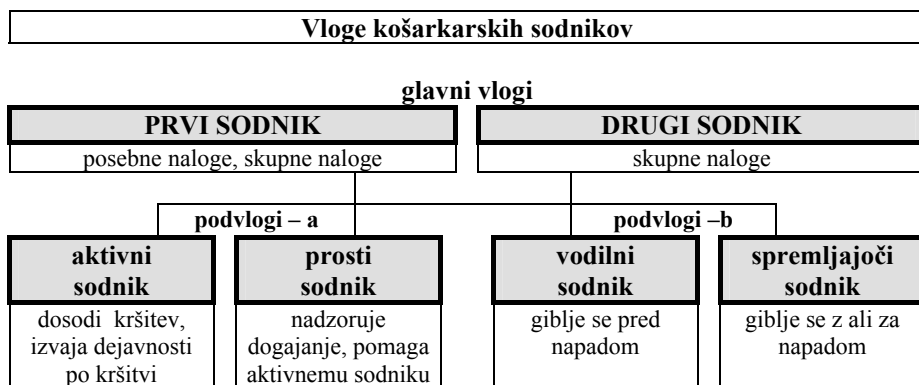 Vloge košarkarskih sodnikov
glavni vlogi
PRVI SODNIK
posebne naloge, skupne naloge
DRUGI SODNIK
skupne naloge
podvlogi – a
podvlogi –b
aktivni
sodnik
dosodi kršitev,
izvaja dejavnosti
po kršitvi
prosti
sodnik
nadzoruje
dogajanje, pomaga
aktivnemu sodniku
vodilni
sodnik
giblje se pred
napadom
spremljajoči
sodnik
giblje se z ali za
napadom